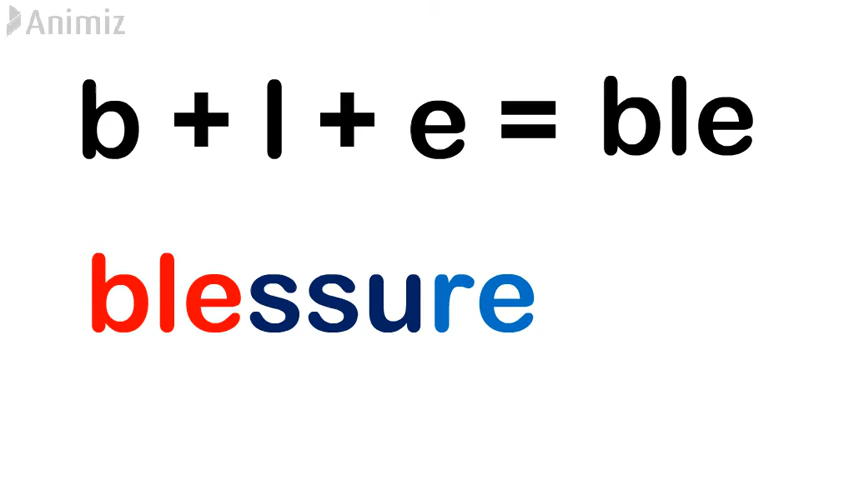 Animiz
b + l + e = ble
blessure